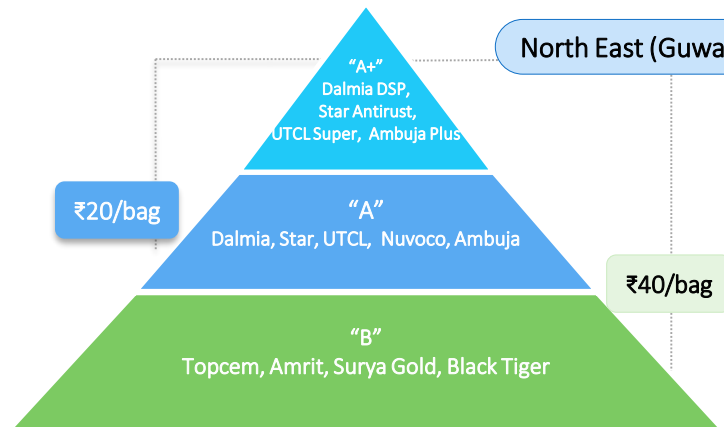 North East (Guwa
“A+”
Dalmia DSP,
Star Antirust,
UTCL Super, Ambuja Plus
₹20/bag
“A”
Dalmia, Star, UTCL, Nuvoco, Ambuja
₹40/bag
“B”
Topcem, Amrit, Surya Gold, Black Tiger